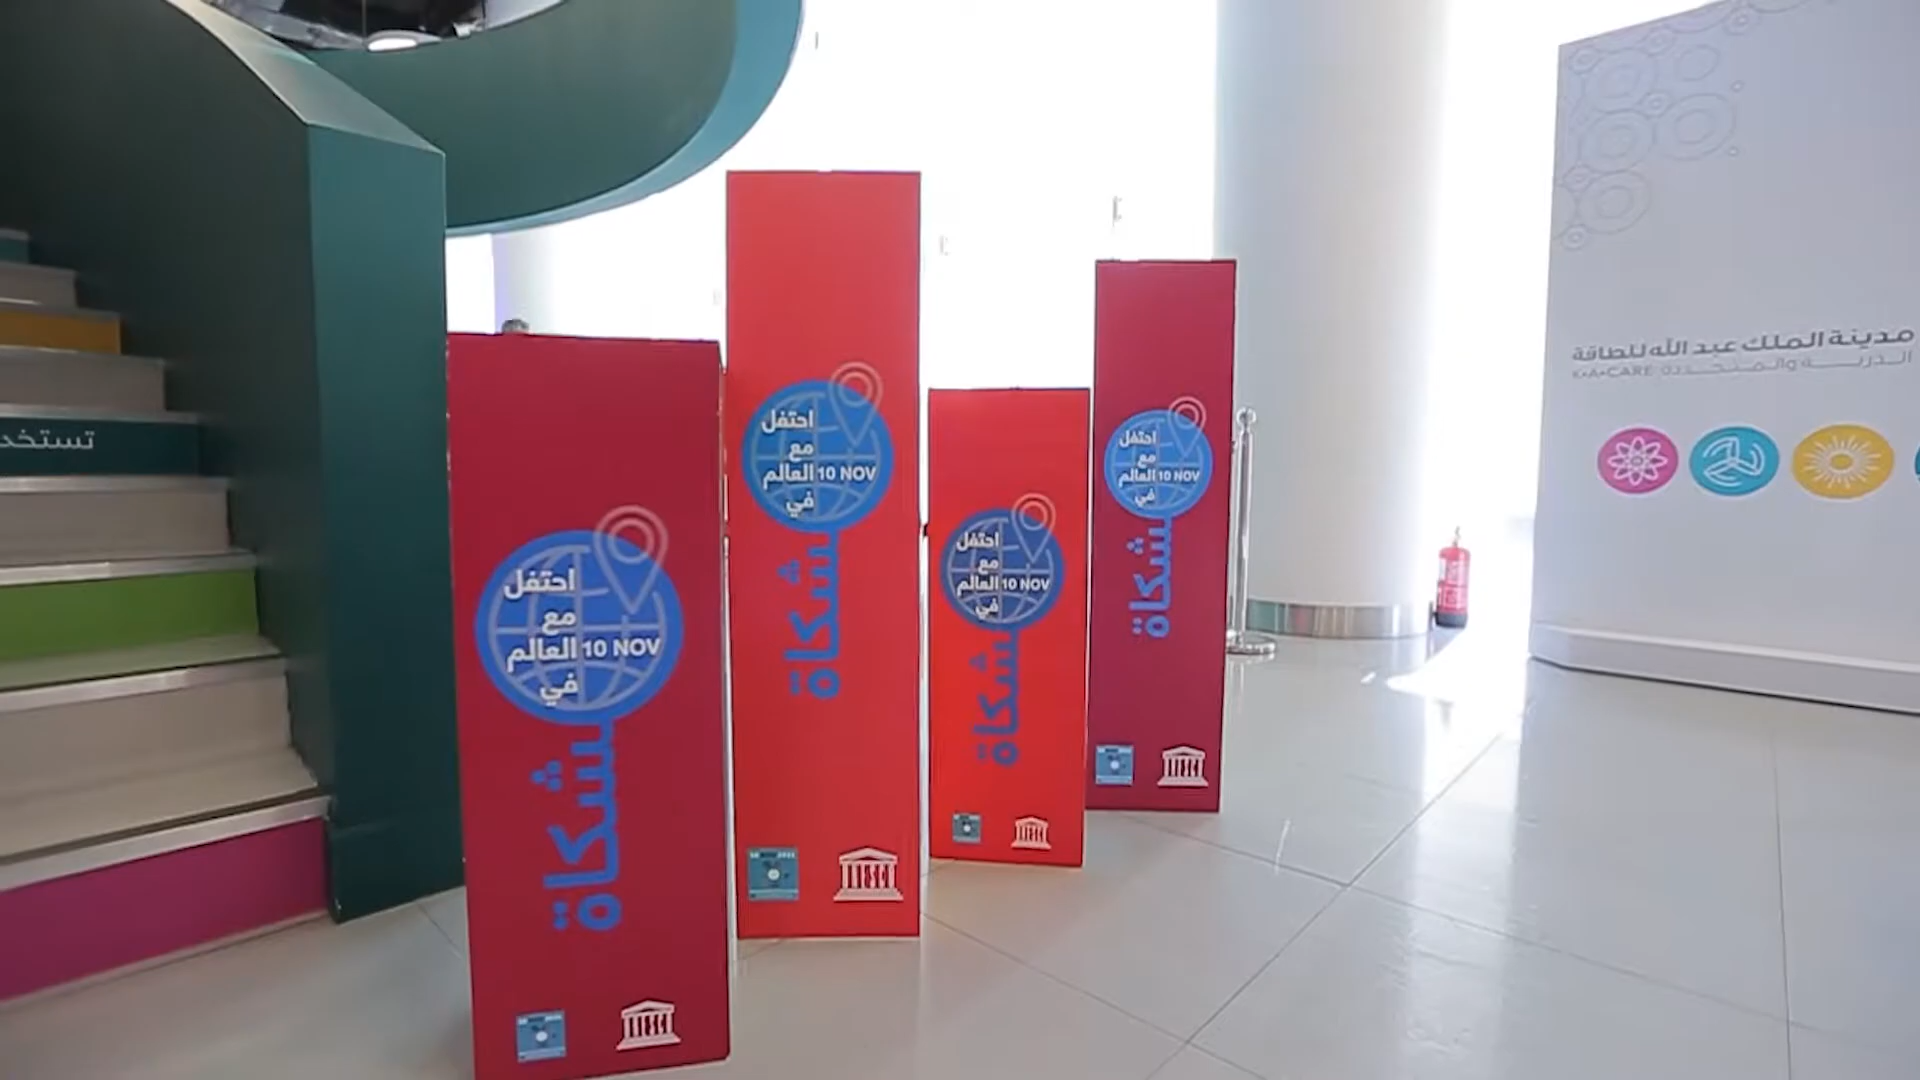 احتفل
مع
العالم 10 NOV
في
مشكاة
احتفل
مع
العالم 10 NOV
في
مشكاة
احتفل
مع
العالم 10 NOV
في
مشكاة
احتفل
مع
العالم 10 NOV
في
مشكاة
مدينة الملك عبد الله للطاقة
الذرية والمتجددة K•A•CARE
تستخد